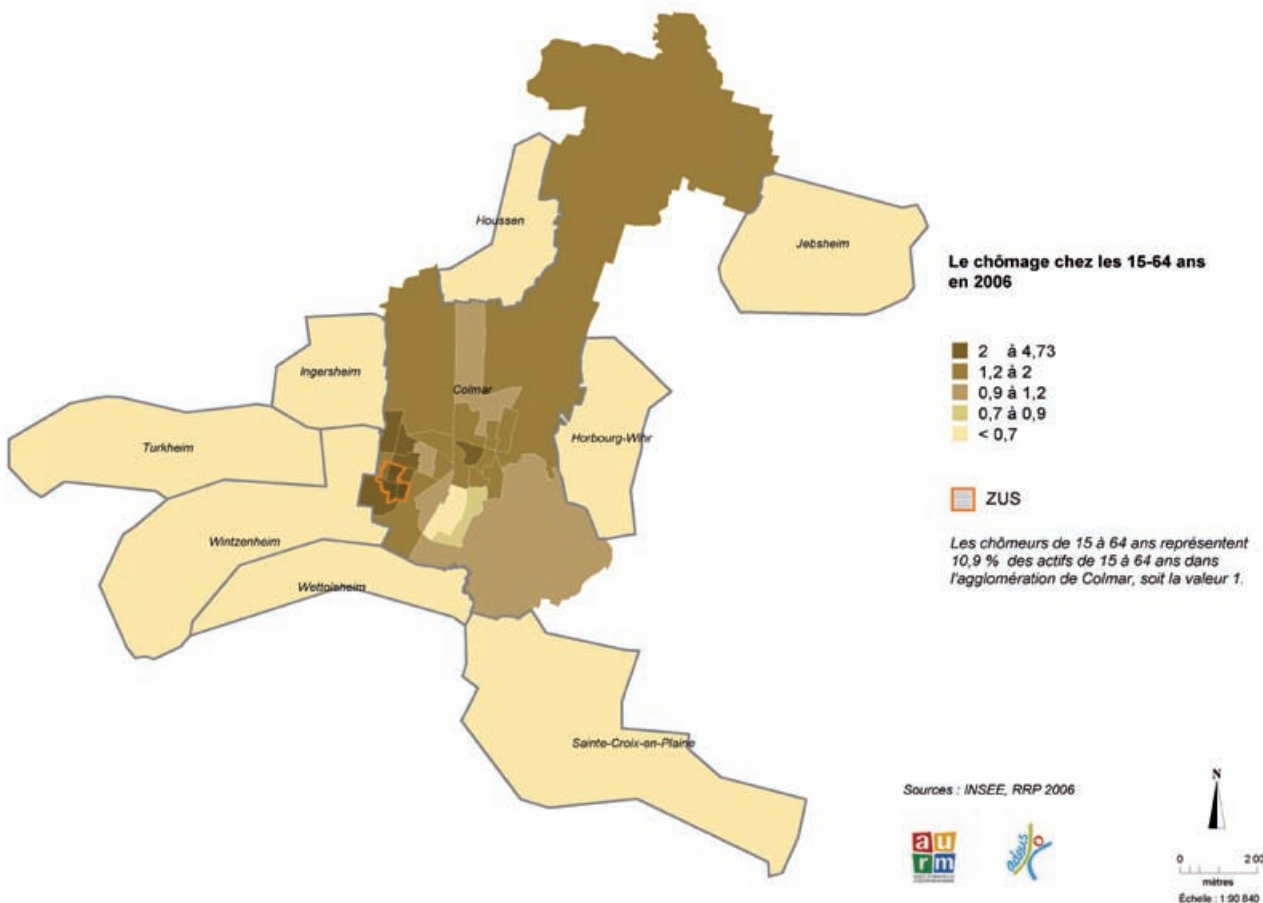 Houssen
Jebsheim
Le chômage chez les 15-64 ans
en 2006
2 à 4,73
1,2 à 2
0,9 à 1,2
0,7 à 0,9
< 0,7
Ingersheim
Colmar
Turkheim
Horbourg-Wihr
ZUS
Wintzenheim
Les chômeurs de 15 à 64 ans représentent
10,9 % des actifs de 15 à 64 ans dans
l'agglomération de Colmar, soit la valeur 1.
Wettolsheim
Sainte-Croix-en-Plaine
Sources : INSEE, RRP 2006
N
aurm
adeus
0 200
mètres
Échelle : 1:90 840